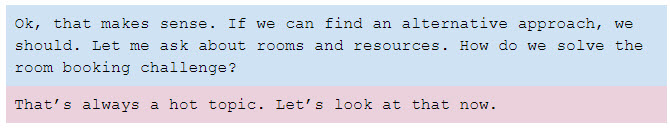 Ok, that makes sense. If we can find an alternative approach, we
should. Let me ask about rooms and resources. How do we solve the
room booking challenge?
That’s always a hot topic. Let’s look at that now.